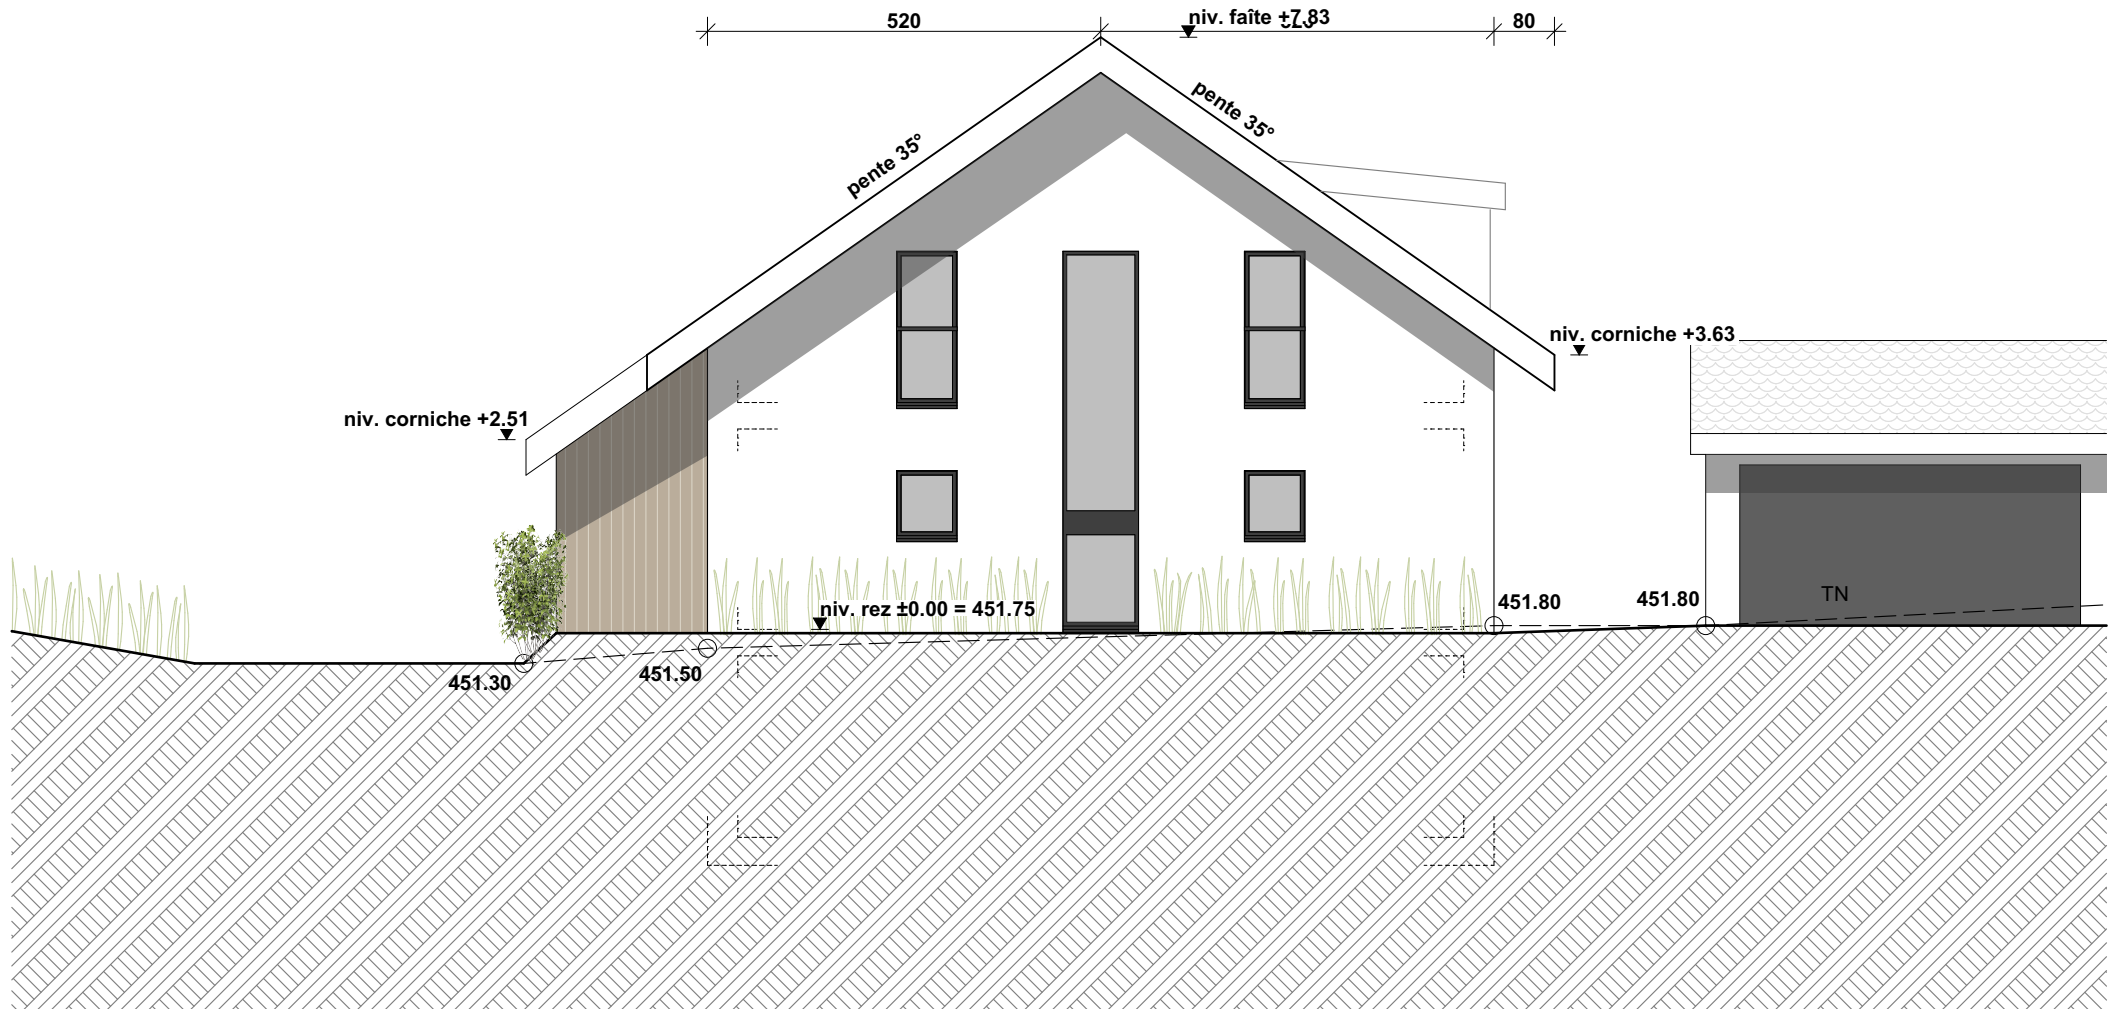 520
niv. faîte +7.83
80
pente 35°
pente 35°
niv. corniche +3.63
niv. corniche +2.51
niv. rez ±0.00 = 451.75
451.80
451.80
TN
451.30
451.50